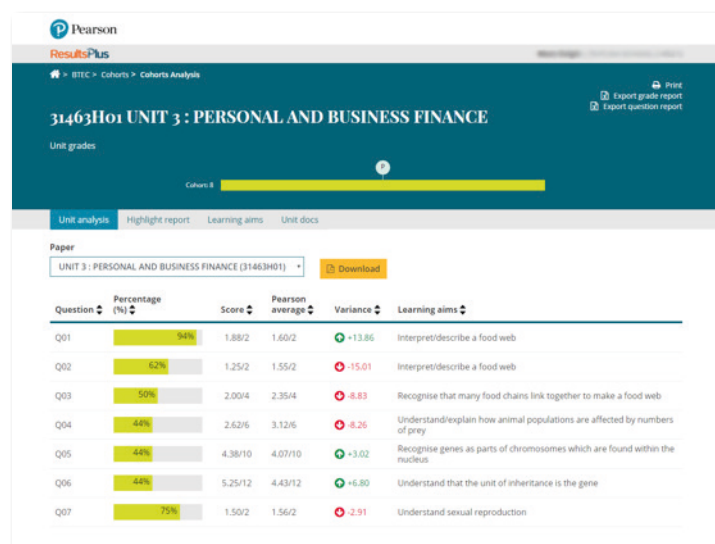 Pearson
ResultsPlus
> BTEC > Cohorts > Cohorts Analysis
Print
Export grade report
Export question report
31463H01 UNIT 3 : PERSONAL AND BUSINESS FINANCE
Unit grades
P
Cohort: 8
Unit analysis Highlight report Learning aims Unit docs
Paper
UNIT 3 : PERSONAL AND BUSINESS FINANCE (31463H01) Download
Question Percentage (%) Score Pearson average Variance Learning aims
Q01 94% 1.88/2 1.60/2 +13.86 Interpret/describe a food web
Q02 62% 1.25/2 1.55/2 -15.01 Interpret/describe a food web
Q03 50% 2.00/4 2.35/4 -8.83 Recognise that many food chains link together to make a food web
Q04 44% 2.62/6 3.12/6 -8.26 Understand/explain how animal populations are affected by numbers
of prey
Q05 44% 4.38/10 4.07/10 +3.02 Recognise genes as parts of chromosomes which are found within the
nucleus
Q06 44% 5.25/12 4.43/12 +6.80 Understand that the unit of inheritance is the gene
Q07 75% 1.50/2 1.56/2 -2.91 Understand sexual reproduction